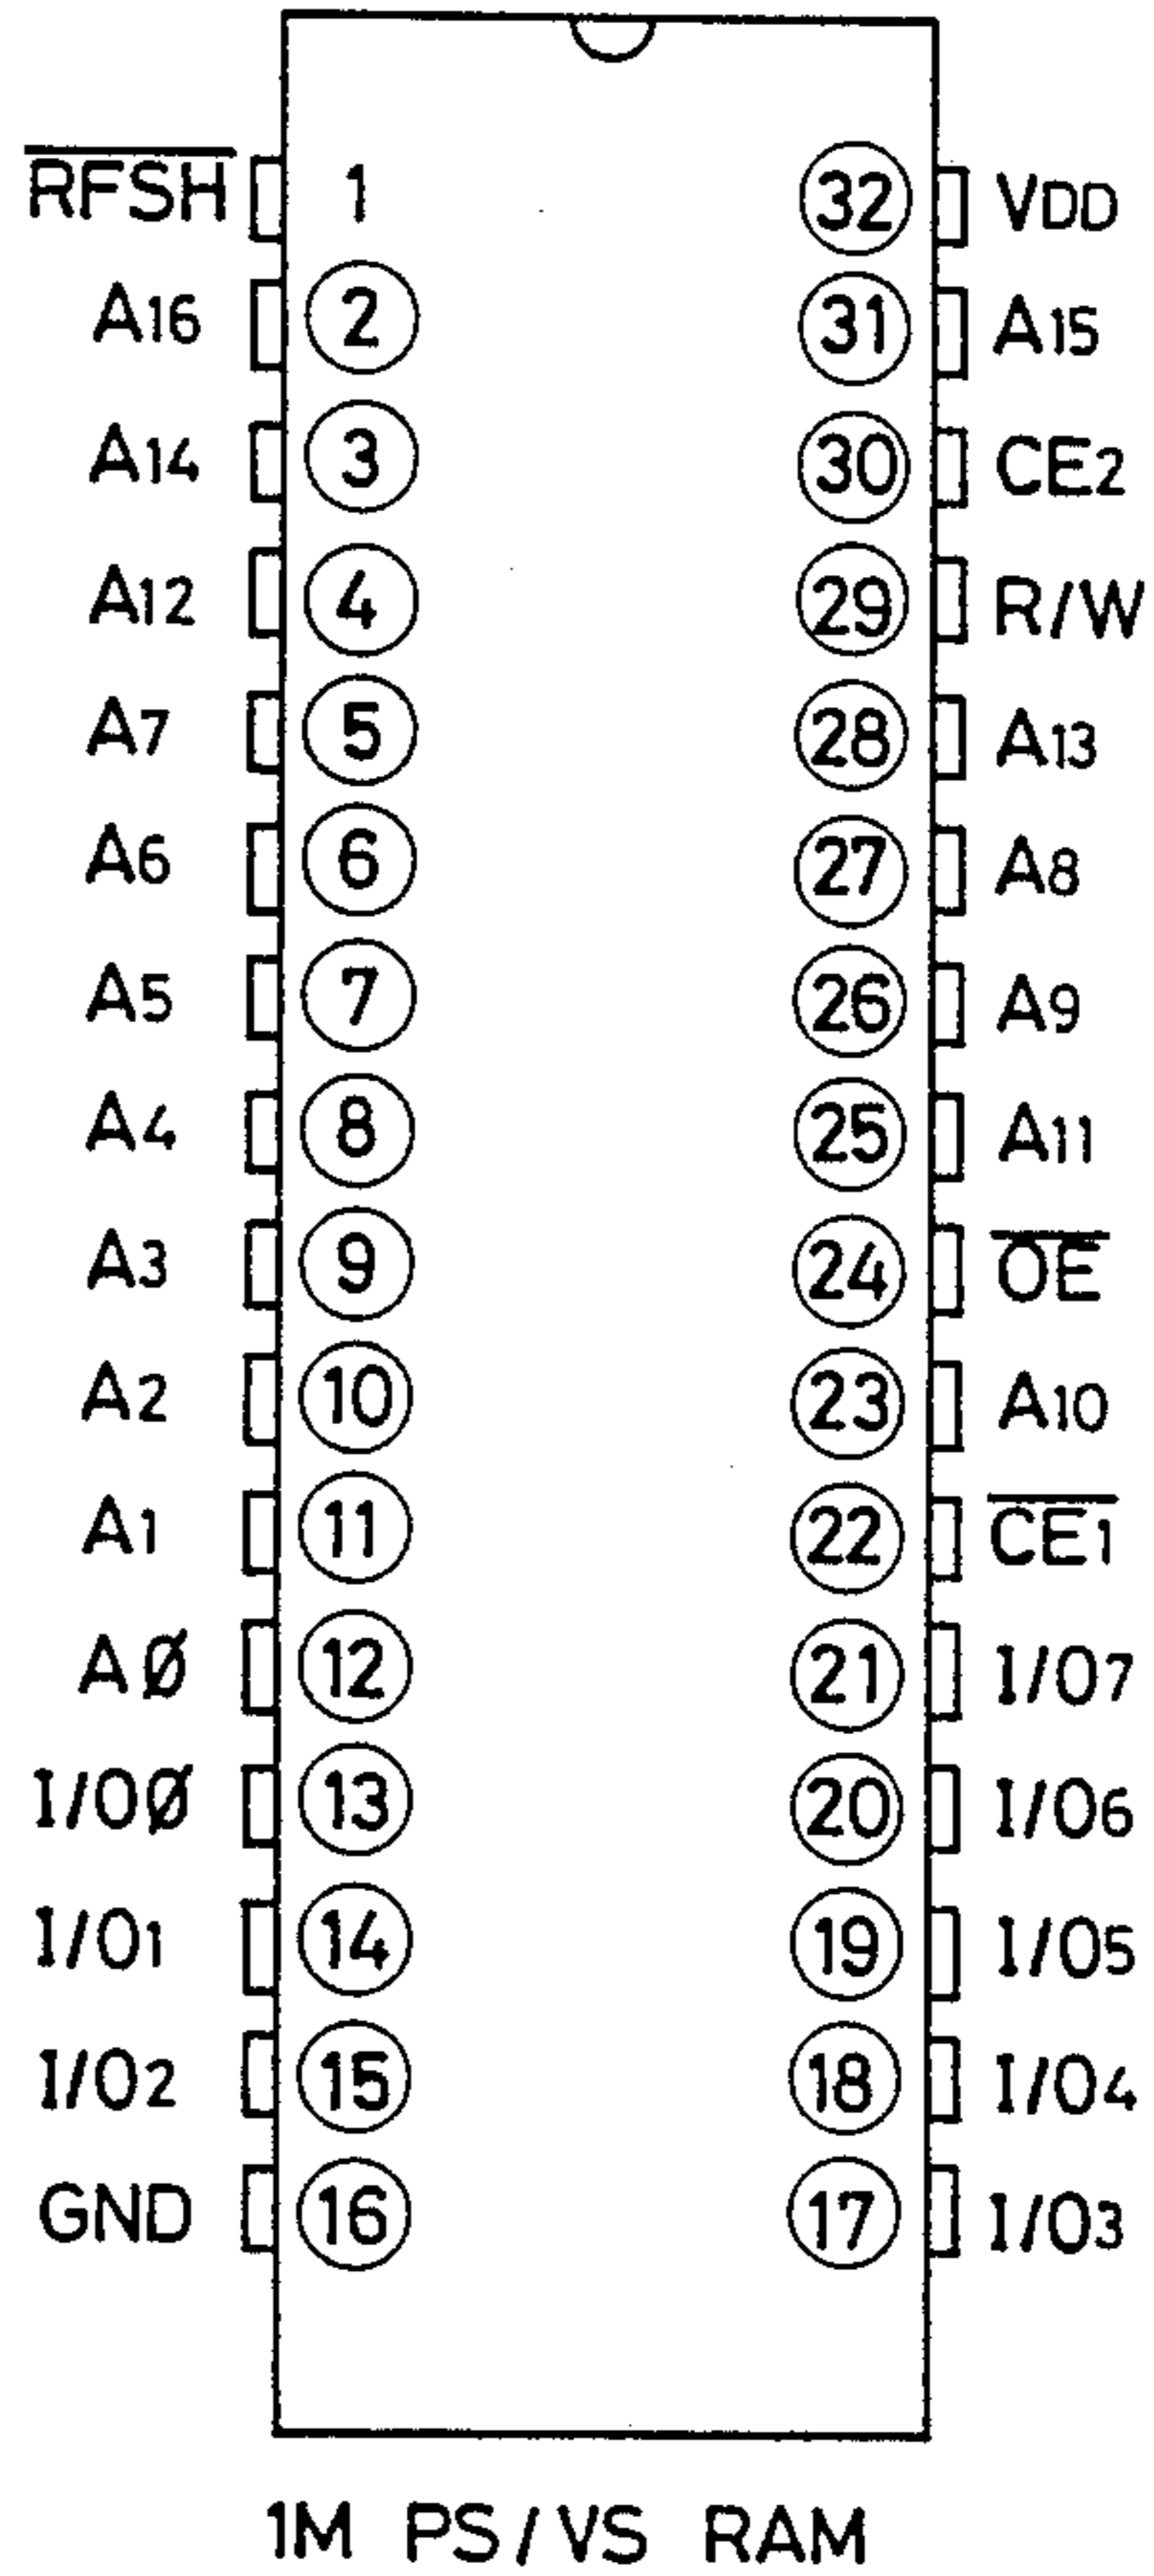 R̅F̅S̅H̅ 1 32 VDD
A16 2 31 A15
A14 3 30 CE2
A12 4 29 R/W
A7 5 28 A13
A6 6 27 A8
A5 7 26 A9
A4 8 25 A11
A3 9 24 O̅E̅
A2 10 23 A10
A1 11 22 C̅E̅1̅
AØ 12 21 I/O7
I/OØ 13 20 I/O6
I/O1 14 19 I/O5
I/O2 15 18 I/O4
GND 16 17 I/O3
1M PS/VS RAM